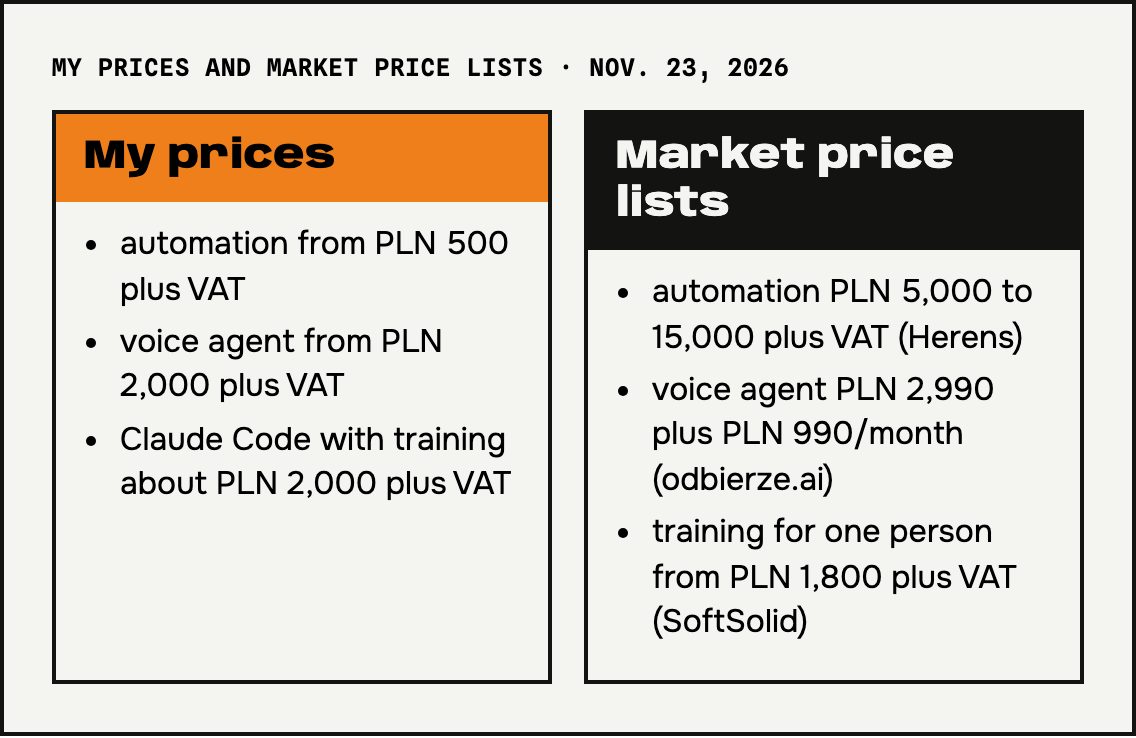 MY PRICES AND MARKET PRICE LISTS · NOV. 23, 2026
My prices
• automation from PLN 500
plus VAT
• voice agent from PLN
2,000 plus VAT
• Claude Code with training
about PLN 2,000 plus VAT
Market price
lists
• automation PLN 5,000 to
15,000 plus VAT (Herens)
• voice agent PLN 2,990
plus PLN 990/month
(odbierze.ai)
• training for one person
from PLN 1,800 plus VAT
(SoftSolid)